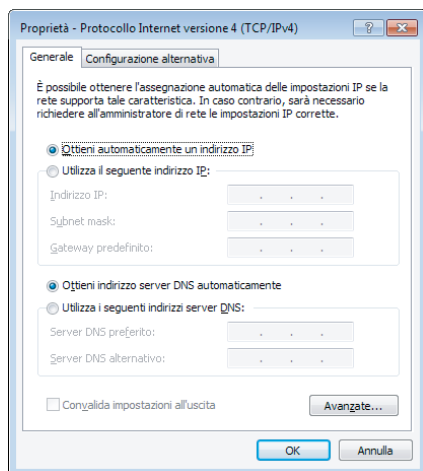 Proprietà - Protocollo Internet versione 4 (TCP/IPv4)
Generale Configurazione alternativa
È possibile ottenere l'assegnazione automatica delle impostazioni IP se la
rete supporta tale caratteristica. In caso contrario, sarà necessario
richiedere all'amministratore di rete le impostazioni IP corrette.
Ottieni automaticamente un indirizzo IP
Utilizza il seguente indirizzo IP:
Indirizzo IP:
Subnet mask:
Gateway predefinito:
Ottieni indirizzo server DNS automaticamente
Utilizza i seguenti indirizzi server DNS:
Server DNS preferito:
Server DNS alternativo:
Convalida impostazioni all'uscita
Avanzate...
OK Annulla